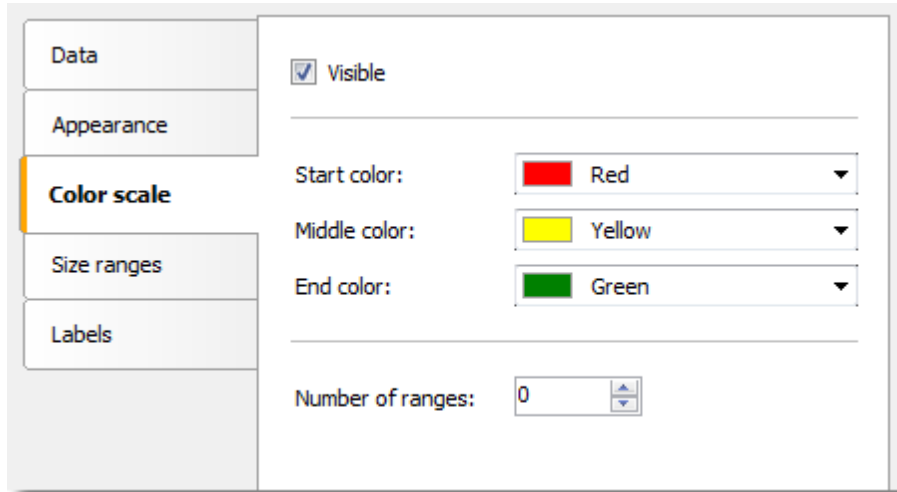 Data
Appearance
Color scale
Size ranges
Labels
Visible
Start color: Red
Middle color: Yellow
End color: Green
Number of ranges: 0